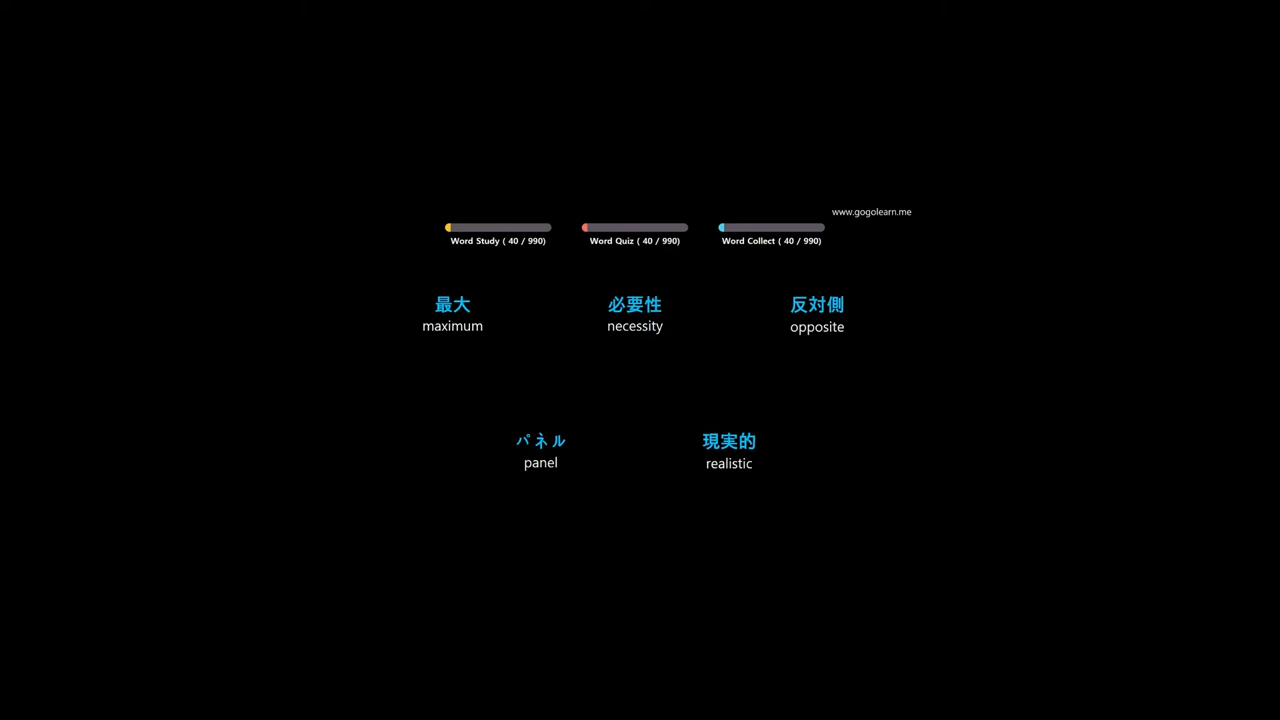 www.gogolearn.me
Word Study ( 40 / 990)
Word Quiz ( 40 / 990)
Word Collect ( 40 / 990)
最大
maximum
必要性
necessity
反対側
opposite
パネル
panel
現実的
realistic